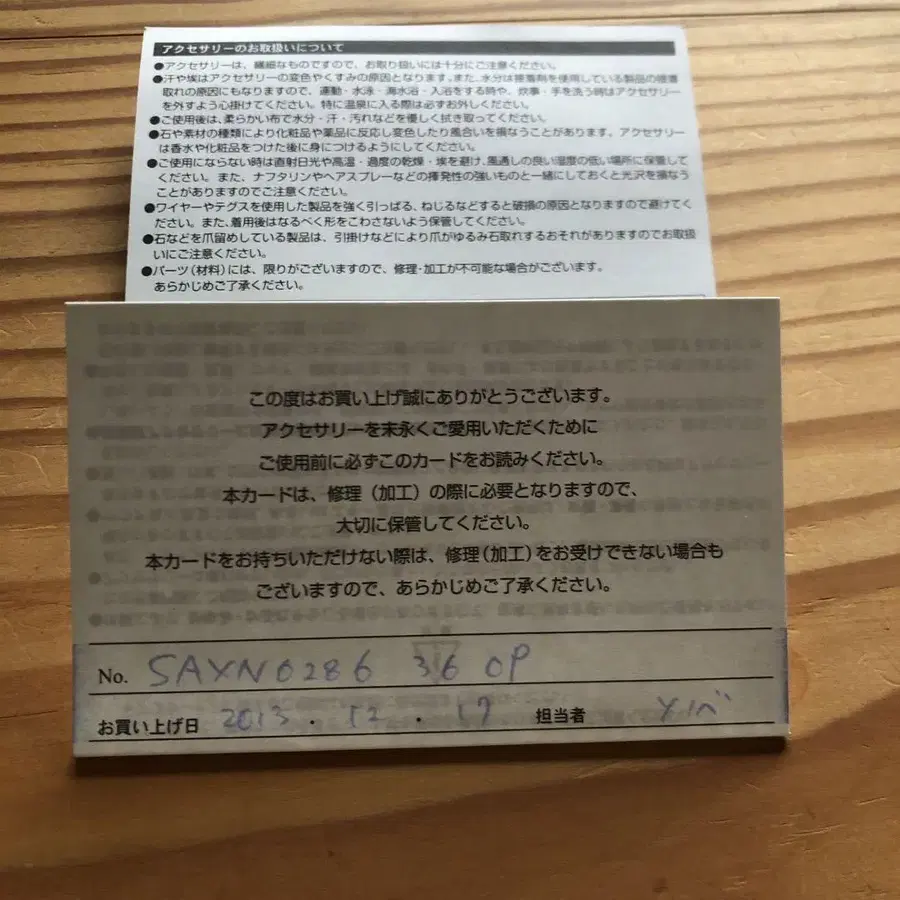 アクセサリーのお取扱いについて
●アクセサリーは、繊細なものですので、お取り扱いには十分にご注意ください。
●汗や埃はアクセサリーの変色やくすみの原因となります。また、水分は接着剤を使用している製品の接着
取れの原因にもなりますので、運動・水泳・海水浴・入浴をする時や、炊事・手を洗う時はアクセサリー
を外すよう心掛けてください。特に温泉に入る際は必ずお外しください。
●ご使用後は、柔らかい布で水分・汗・汚れなどを優しく拭き取ってください。
●石や素材の種類により化粧品や薬品に反応し変色したり風合いを損なうことがあります。アクセサリー
は香水や化粧品をつけた後に身につけるようにしてください。
●ご使用にならない時は直射日光や高温・過度の乾燥・埃を避け、風通しの良い湿度の低い場所に保管して
ください。また、ナフタリンやヘアスプレーなどの揮発性の強いものと一緒にしておくと光沢を損なう
ことがありますのでご注意ください。
●ワイヤーやテグスを使用した製品を強く引っぱる、ねじるなどすると破損の原因となりますので避けてく
ださい。また、着用後はなるべく形をこわさないよう保管してください。
●石などを爪留めしている製品は、引掛けなどにより爪がゆるみ石取れするおそれがありますのでお取扱
いにご注意ください。
●パーツ（材料）には、限りがございますので、修理・加工が不可能な場合がございます。
あらかじめご了承ください。
この度はお買い上げ誠にありがとうございます。
アクセサリーを末永くご愛用いただくために
ご使用前に必ずこのカードをお読みください。
本カードは、修理（加工）の際に必要となりますので、
大切に保管してください。
本カードをお持ちいただけない際は、修理（加工）をお受けできない場合も
ございますので、あらかじめご了承ください。
No. SAXN0286 36 OP
お買い上げ日 2013 . 12 . 17 担当者